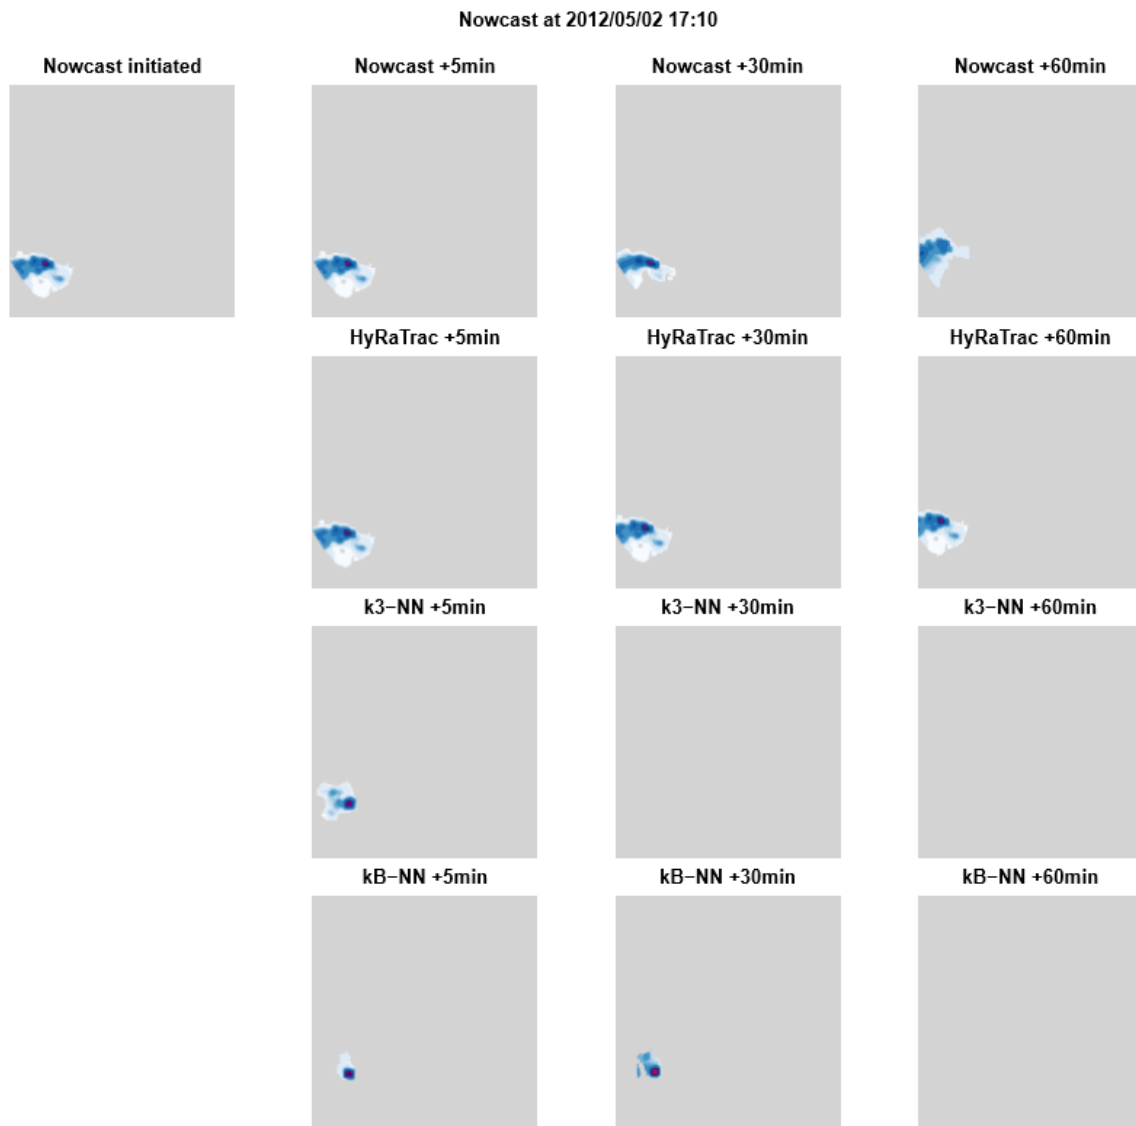 Nowcast at 2012/05/02 17:10
Nowcast initiated
Nowcast +5min
Nowcast +30min
Nowcast +60min
HyRaTrac +5min
HyRaTrac +30min
HyRaTrac +60min
k3−NN +5min
k3−NN +30min
k3−NN +60min
kB−NN +5min
kB−NN +30min
kB−NN +60min